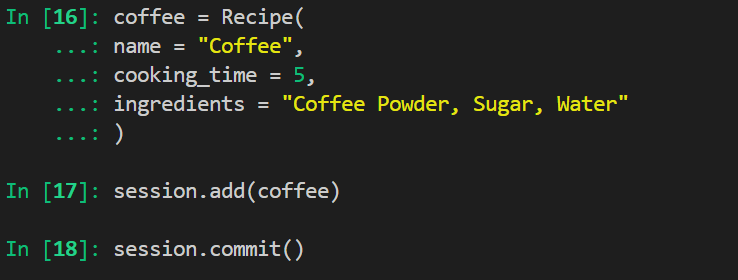 In [16]: coffee = Recipe(
    ...: name = "Coffee",
    ...: cooking_time = 5,
    ...: ingredients = "Coffee Powder, Sugar, Water"
    ...: )
In [17]: session.add(coffee)
In [18]: session.commit()